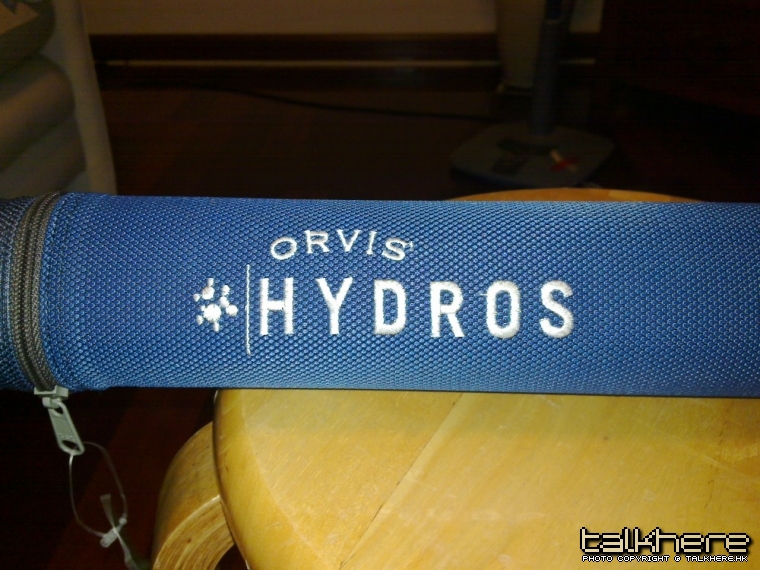 ORVIS
HYDROS
talkhere
PHOTO COPYRIGHT @ TALKHERE.HK